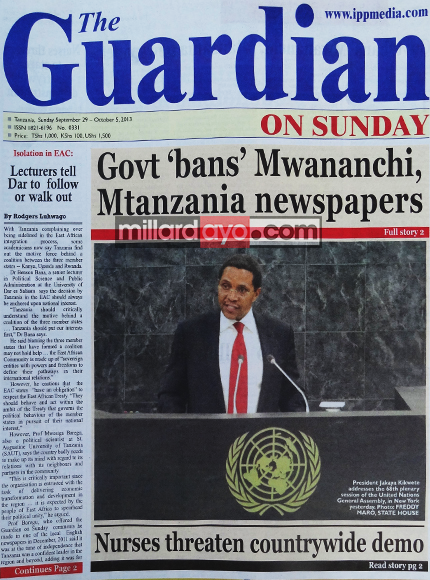 www.ippmedia.com
The
Guardian
Tanzania, Sunday September 29 - October 5, 2013
ISSN 0821-6196 No. 0331
Price: TShs 1,000, KShs 100, UShs 1,500
ON SUNDAY
Isolation in EAC:
Lecturers tell
Dar to follow
or walk out
By Rodgers Luhwago
With Tanzania complaining over
being sidelined in the East African
integration process, some
academicians now say Tanzania find
out the motive behind a
coalition between the three member
states -- Kenya, Uganda and Rwanda.
Dr Benson Bana, a senior lecturer
in Political Science and Public
Administration at the University of
Dar es Salaam says the decision by
Tanzania in the EAC should always
be anchored upon national interest.
"Tanzania should critically
understand the motive behind a
coalition of the three member states
... Tanzania should put our interests
first," Dr Bana says.
He said blaming the three member
states that have formed a coalition
may not hold help ... the East African
Community is made up of "sovereign
entities with powers and freedoms to
define their pathways in their
international relations."
However, he cautions that the
EAC states "have an obligation" to
respect the East African Treaty. "They
should behave and act within the
ambit of the Treaty that governs the
political behaviour of the member
states in pursuit of their national
interest."
However, Prof Mwesiga Baregu,
also a political scientist at St.
Augustine University of Tanzania
(SAUT), says the country badly needs
to make up its mind with regard to its
relations with its neighbours and
partners in the community.
"This is critically important since
the organisation is entrusted with the
task of delivering economic
transformation and development in
the region ... it is expected by the
people of East Africa to spearhead
their political unity," he argued.
Prof Baregu, who offered the
Guardian on Sunday comments he
made in one of the local English
newspapers in December 2011, said it
was at the time of independence that
Tanzania was a confident leader in the
region and beyond, adding it was far
Continues Page 2
Govt 'bans' Mwananchi,
Mtanzania newspapers
millardayo.com
Full story 2
President Jakaya Kikwete
addresses the 68th plenary
session of the United Nations
General Assembly, in New York
yesterday. Photo: FREDDY
MARO, STATE HOUSE
Nurses threaten countrywide demo
Read story pg 2